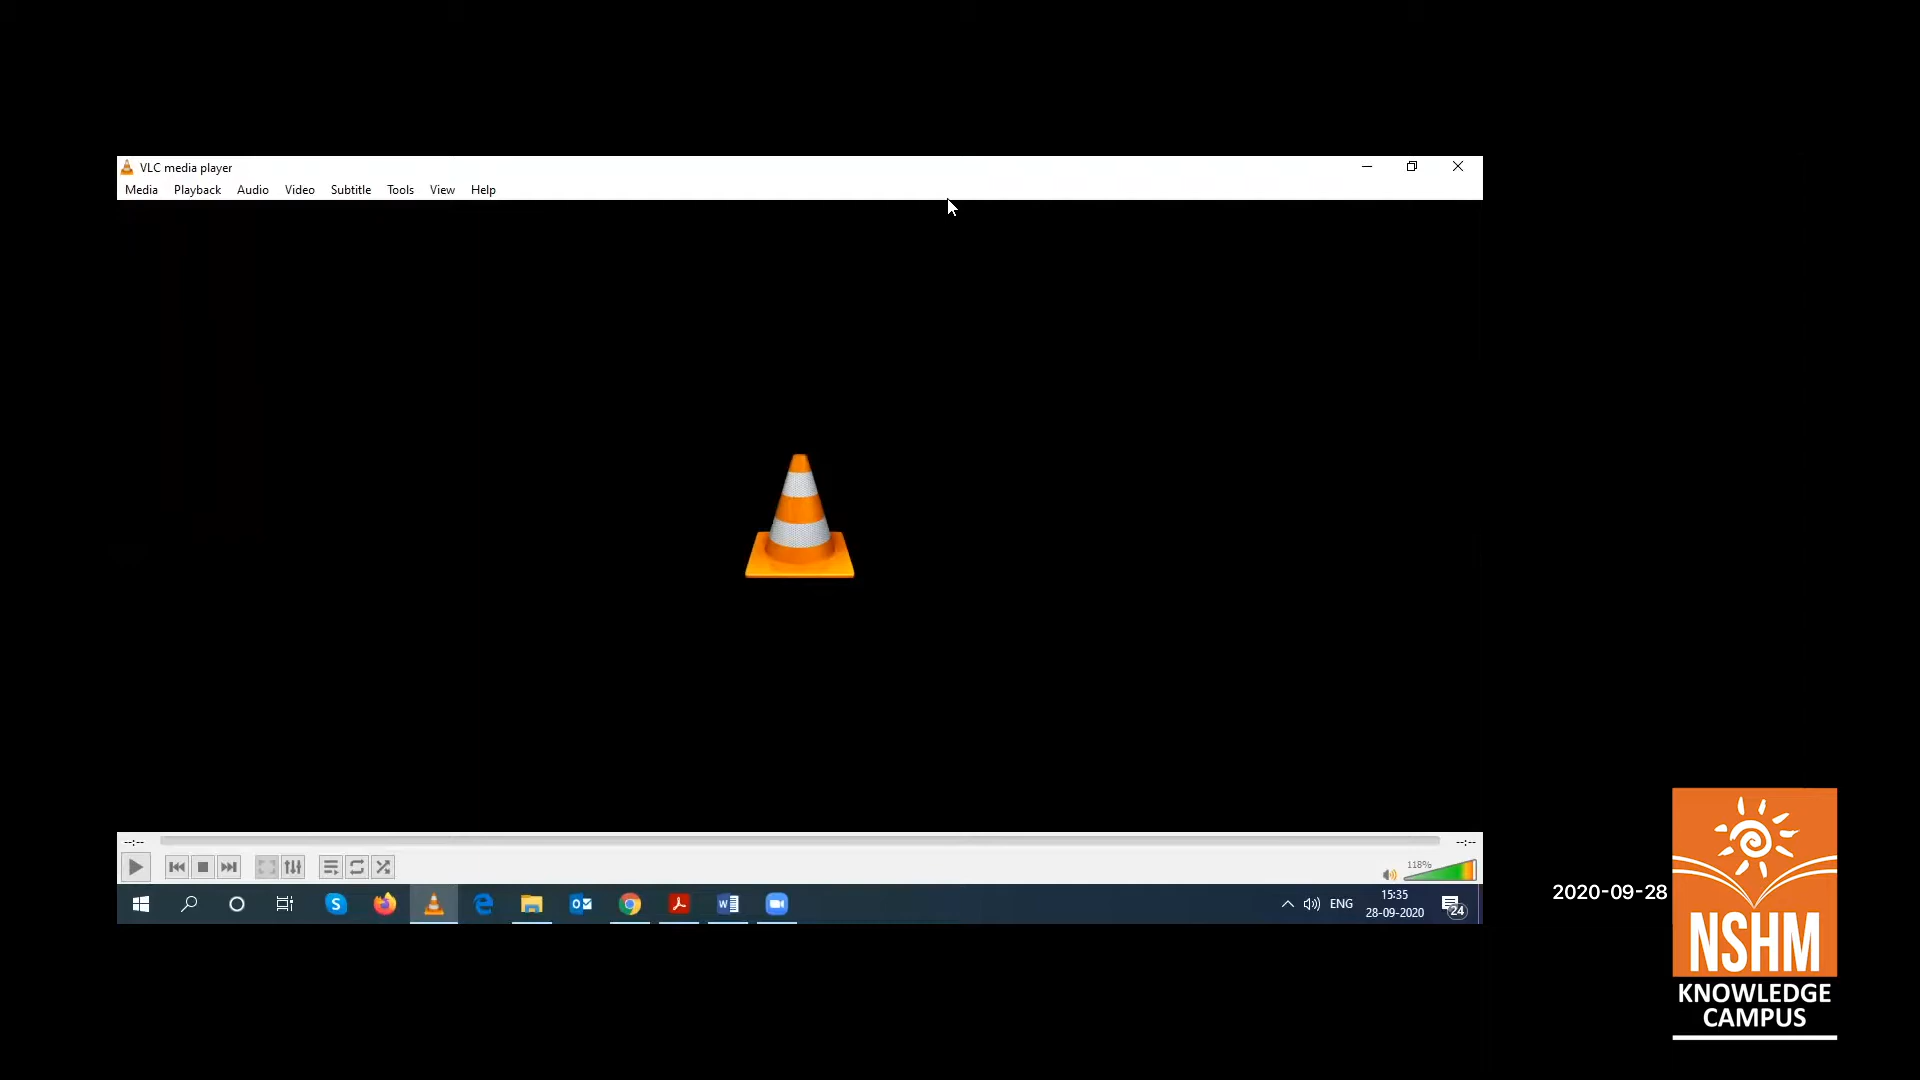 VLC media player
Media Playback Audio Video Subtitle Tools View Help
--:-- --:--
118%
ENG
15:35
28-09-2020
24
2020-09-28
NSHM
KNOWLEDGE
CAMPUS